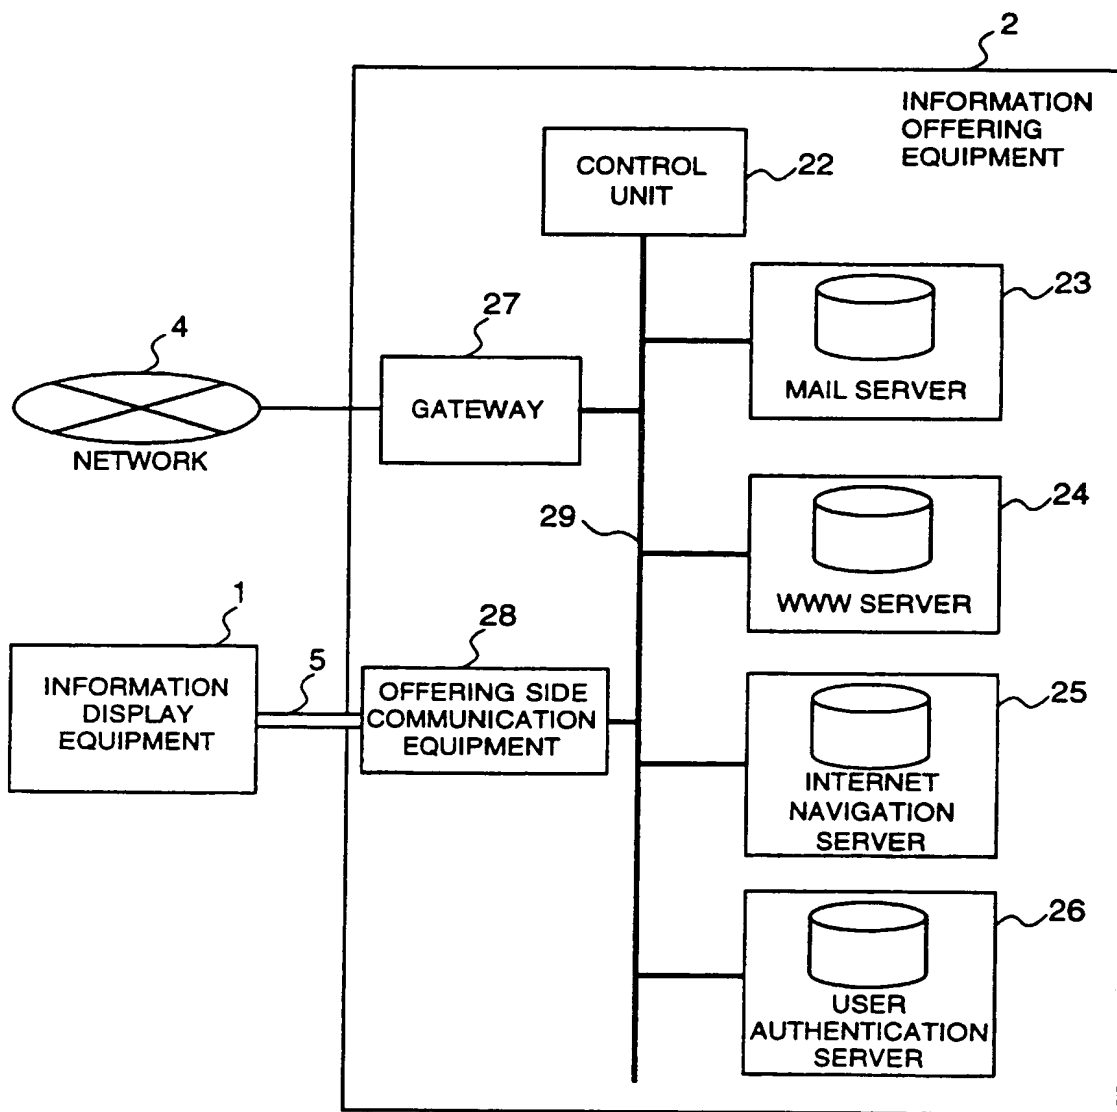 2
INFORMATION
OFFERING
EQUIPMENT
CONTROL
UNIT
22
23
MAIL SERVER
27
GATEWAY
4
NETWORK
24
WWW SERVER
29
1
INFORMATION
DISPLAY
EQUIPMENT
5
28
OFFERING SIDE
COMMUNICATION
EQUIPMENT
25
INTERNET
NAVIGATION
SERVER
26
USER
AUTHENTICATION
SERVER